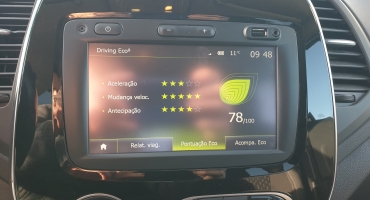 Driving Eco²
11°
09 48
Aceleração
Mudança veloc.
Antecipação
78/100
Relat. viag.
Pontuação Eco
Acompa. Eco